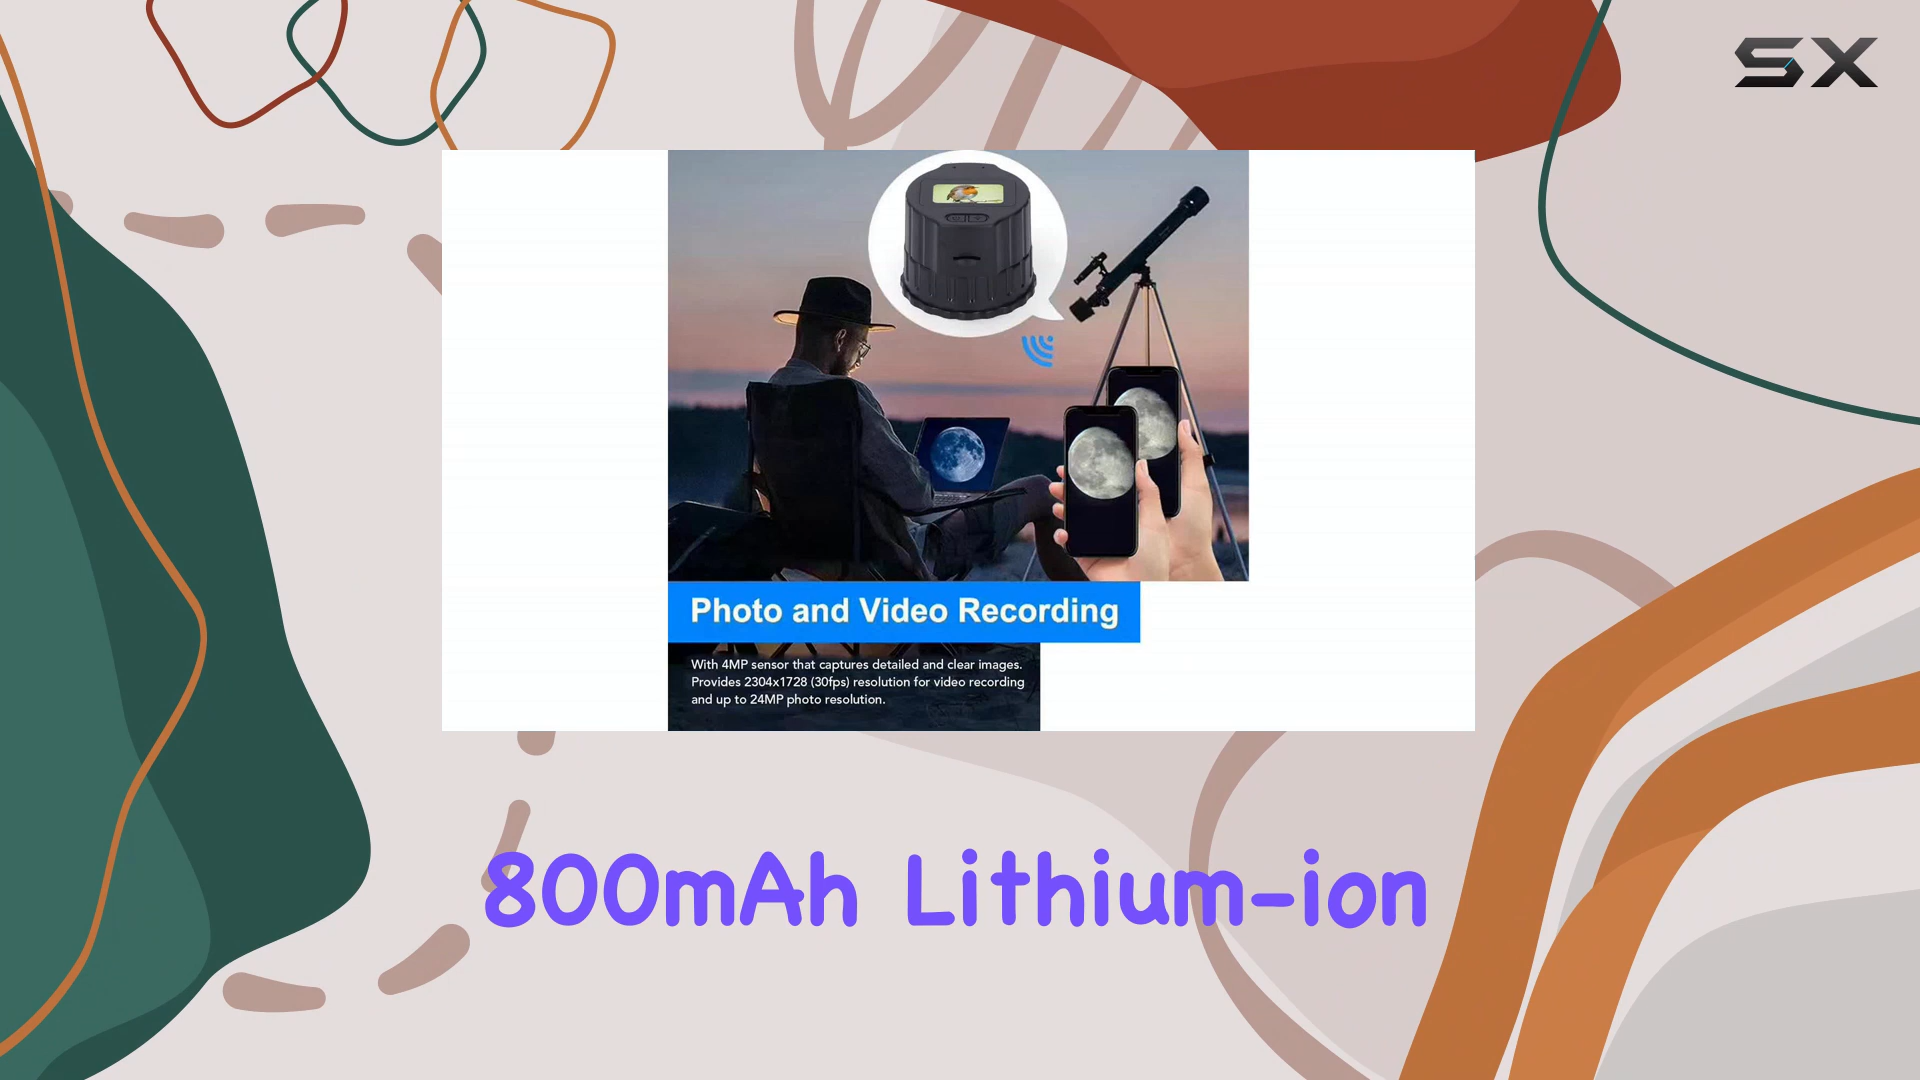 SX
Photo and Video Recording
With 4MP sensor that captures detailed and clear images.
Provides 2304x1728 (30fps) resolution for video recording
and up to 24MP photo resolution.
800mAh Lithium-ion